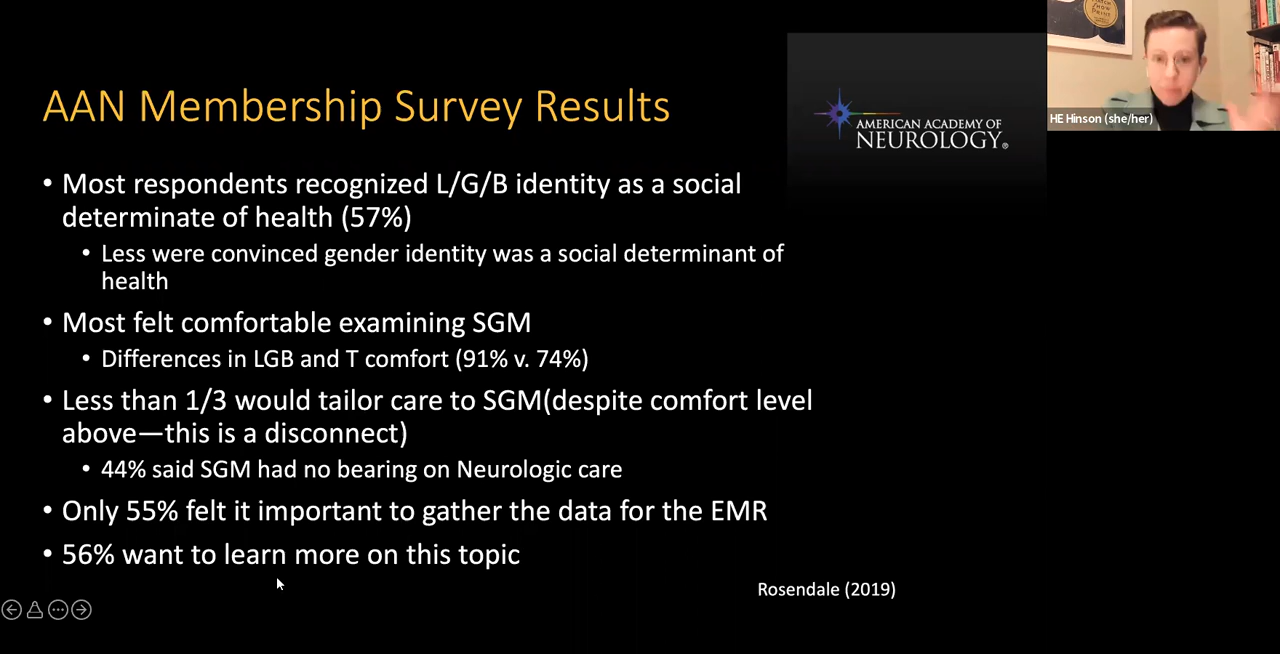 AAN Membership Survey Results
AMERICAN ACADEMY OF
NEUROLOGY®
HE Hinson (she/her)
• Most respondents recognized L/G/B identity as a social
determinate of health (57%)
• Less were convinced gender identity was a social determinant of
health
• Most felt comfortable examining SGM
• Differences in LGB and T comfort (91% v. 74%)
• Less than 1/3 would tailor care to SGM(despite comfort level
above—this is a disconnect)
• 44% said SGM had no bearing on Neurologic care
• Only 55% felt it important to gather the data for the EMR
• 56% want to learn more on this topic
Rosendale (2019)